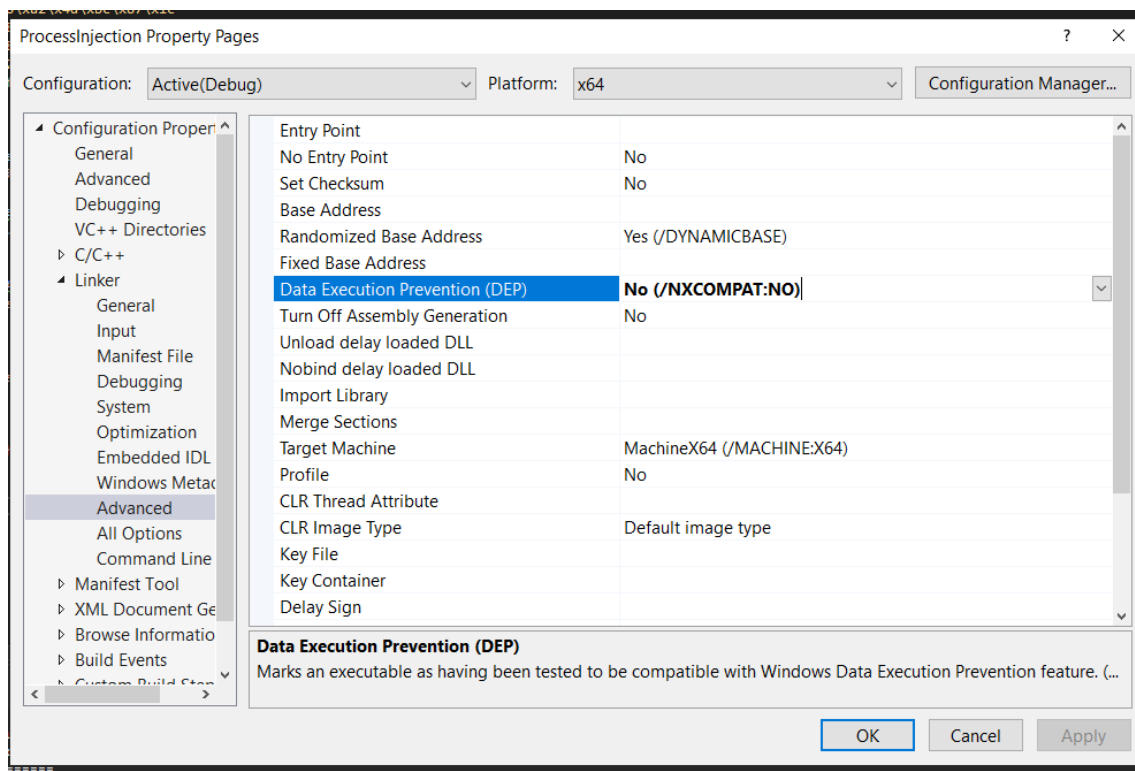 ProcessInjection Property Pages ? ×
Configuration: Active(Debug) Platform: x64 Configuration Manager...
Configuration Propert
General
Advanced
Debugging
VC++ Directories
C/C++
Linker
General
Input
Manifest File
Debugging
System
Optimization
Embedded IDL
Windows Metad
Advanced
All Options
Command Line
Manifest Tool
XML Document Ge
Browse Informatio
Build Events
Custom Build Step
Entry Point
No Entry Point No
Set Checksum No
Base Address
Randomized Base Address Yes (/DYNAMICBASE)
Fixed Base Address
Data Execution Prevention (DEP) No (/NXCOMPAT:NO)
Turn Off Assembly Generation No
Unload delay loaded DLL
Nobind delay loaded DLL
Import Library
Merge Sections
Target Machine MachineX64 (/MACHINE:X64)
Profile No
CLR Thread Attribute
CLR Image Type Default image type
Key File
Key Container
Delay Sign
Data Execution Prevention (DEP)
Marks an executable as having been tested to be compatible with Windows Data Execution Prevention feature. (...
OK Cancel Apply